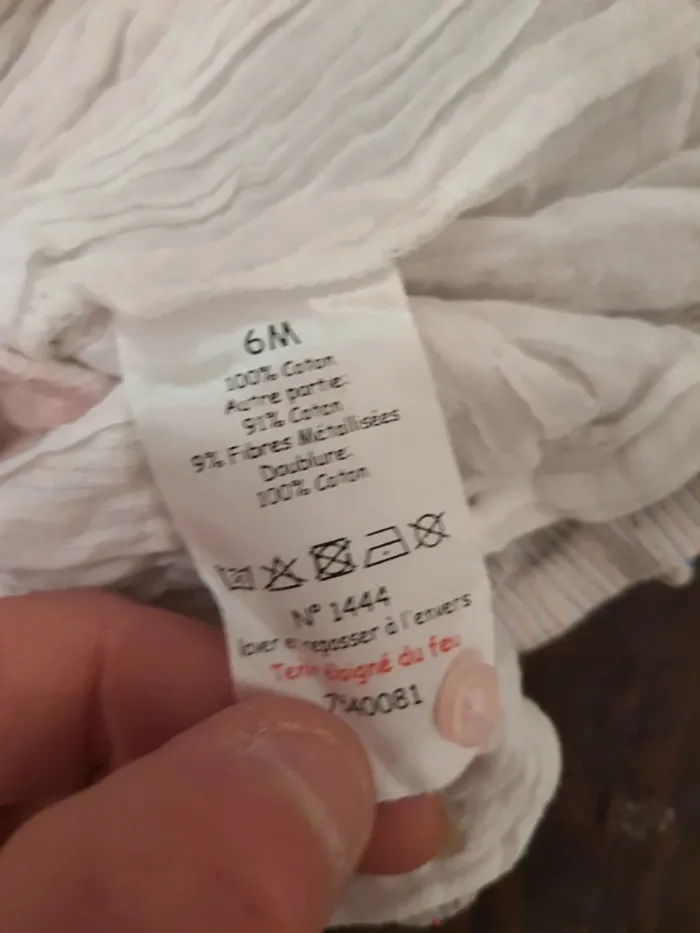 6M
100% Coton
Autre partie:
91% Coton
9% Fibres Métallisées
Doublure:
100% Coton
N° 1444
laver et repasser à l'envers
Tenir éloigné du feu